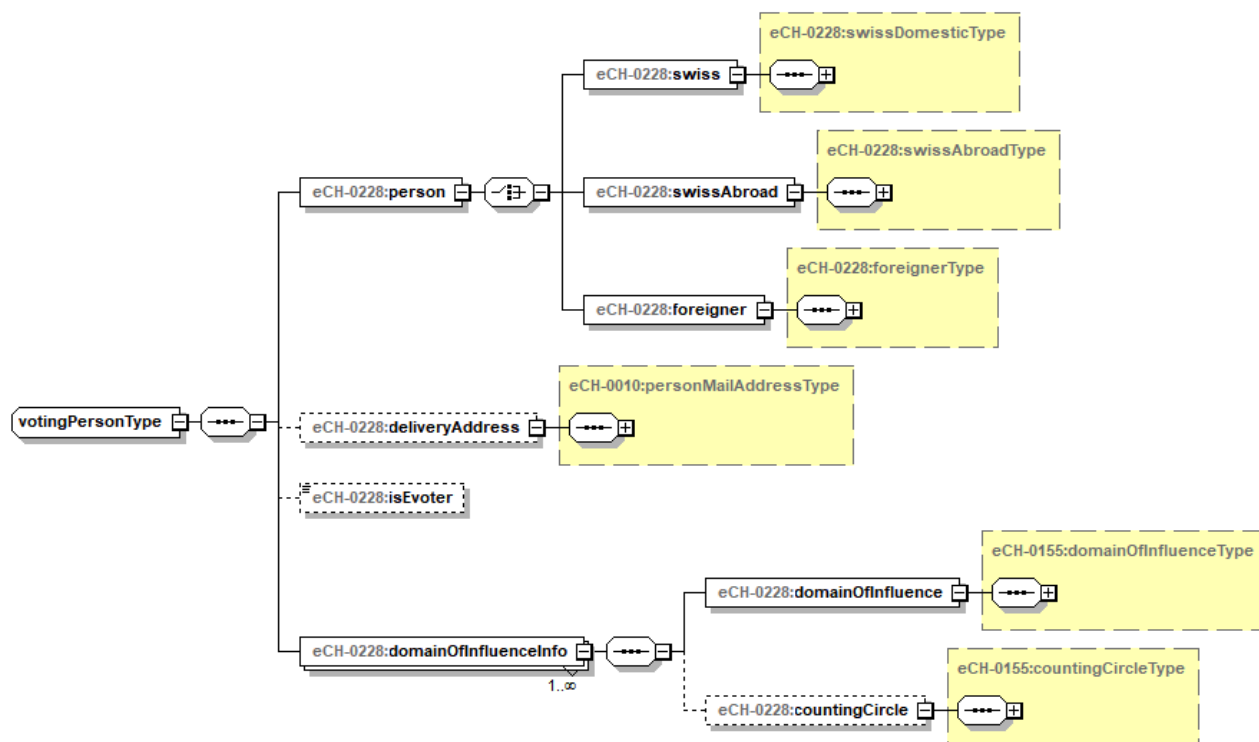 eCH-0228:swissDomesticType
eCH-0228:swiss
eCH-0228:swissAbroadType
eCH-0228:person
eCH-0228:swissAbroad
eCH-0228:foreignerType
eCH-0228:foreigner
eCH-0010:personMailAddressType
votingPersonType
eCH-0228:deliveryAddress
eCH-0228:isEvoter
eCH-0155:domainOfInfluenceType
eCH-0228:domainOfInfluence
eCH-0228:domainOfInfluenceInfo
1..∞
eCH-0155:countingCircleType
eCH-0228:countingCircle